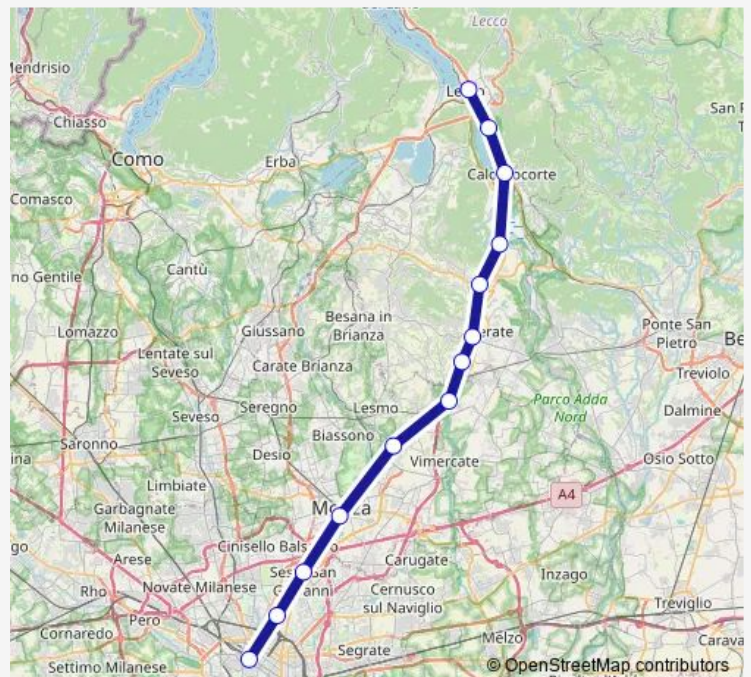 Lecca
Mendrisio
Chiasso
San P
Como
Erba
Comasco
no Gentile
Cantù
Besana in
Brianza
Ponte San
Pietro
Be
Lomazzo
Giussano
Lentate sul
Seveso
Carate Brianza
Treviolo
Parco Adda
Nord
Dalmine
Seveso
Seregno
Lesmo
Biassono
Saronno
Desio
Vimercate
Osio Sotto
Limbiate
A4
Garbagnate
Milanese
Arese
Carugate
Inzago
Rho
Novate Milanese
Cernusco
sul Naviglio
Treviglio
Pero
Cornaredo
Melzo
Carava
Settimo Milanese
Segrate
© OpenStreetMap contributors